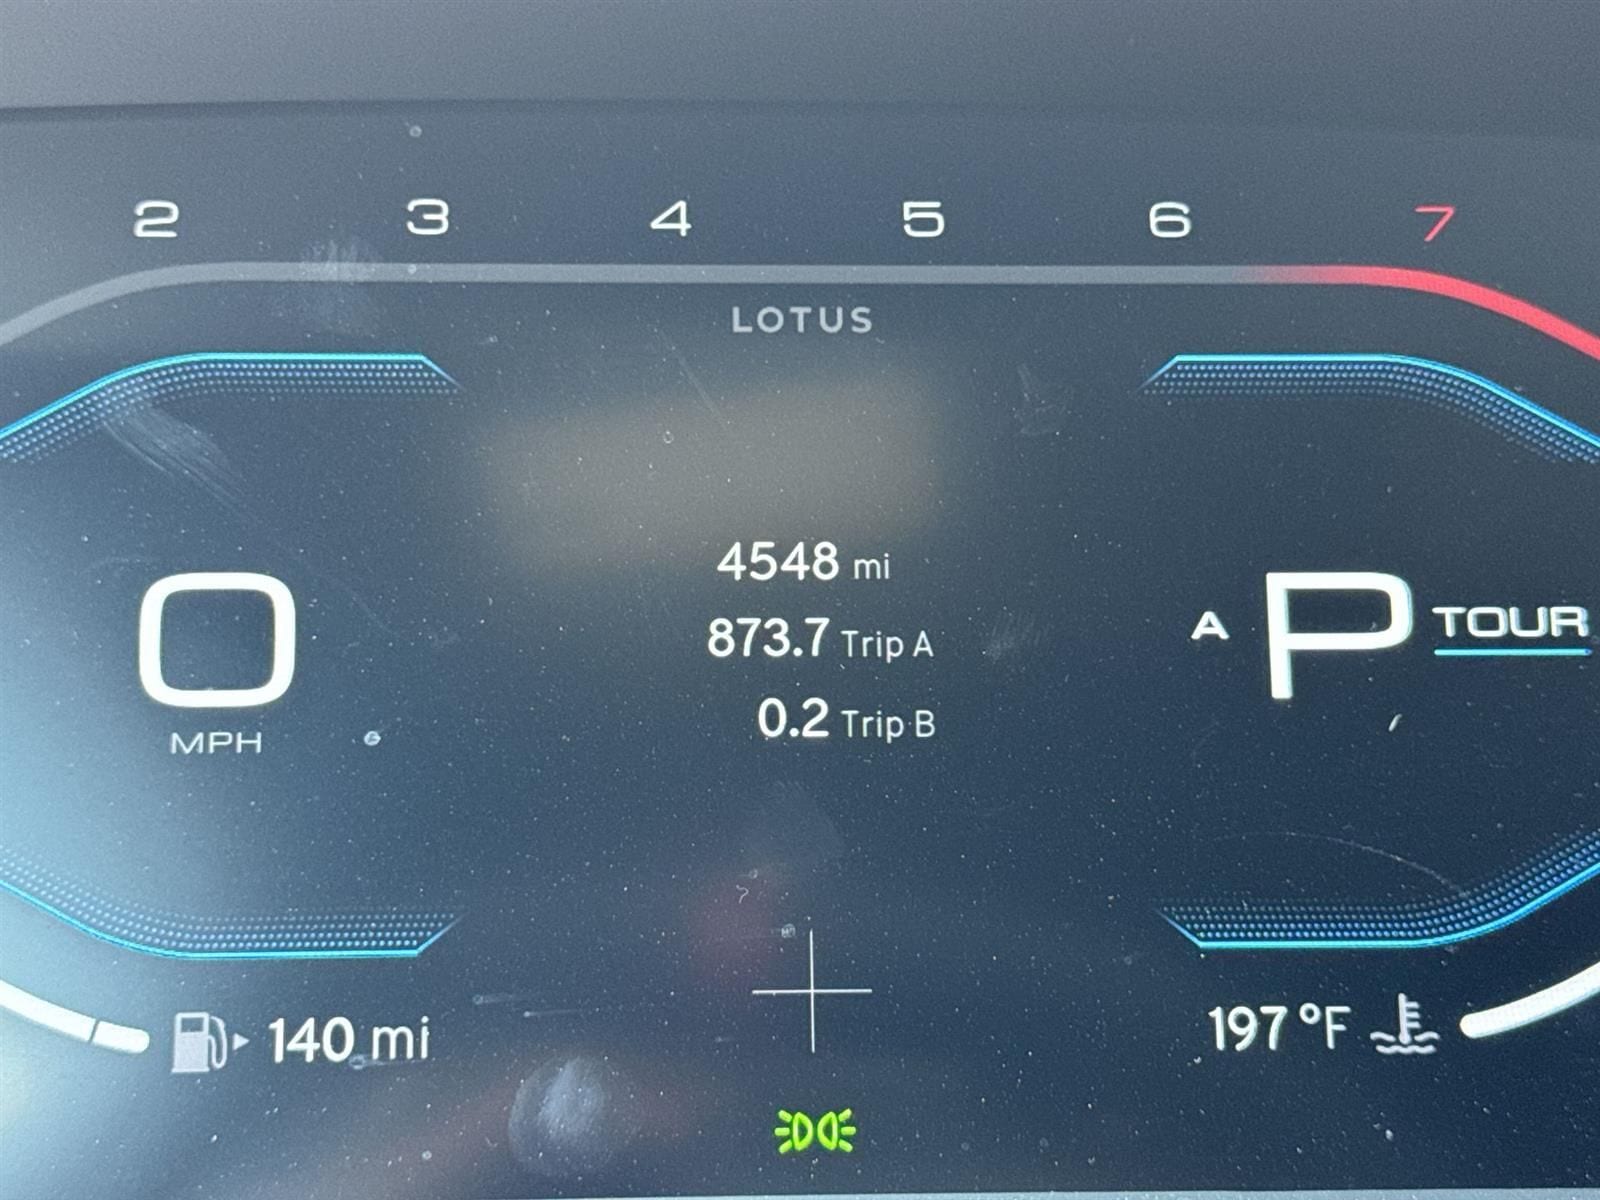 2 3 4 5 6 7
LOTUS
4548 mi
0 873.7 Trip A A P TOUR
MPH 0.2 Trip B
140 mi 197 °F